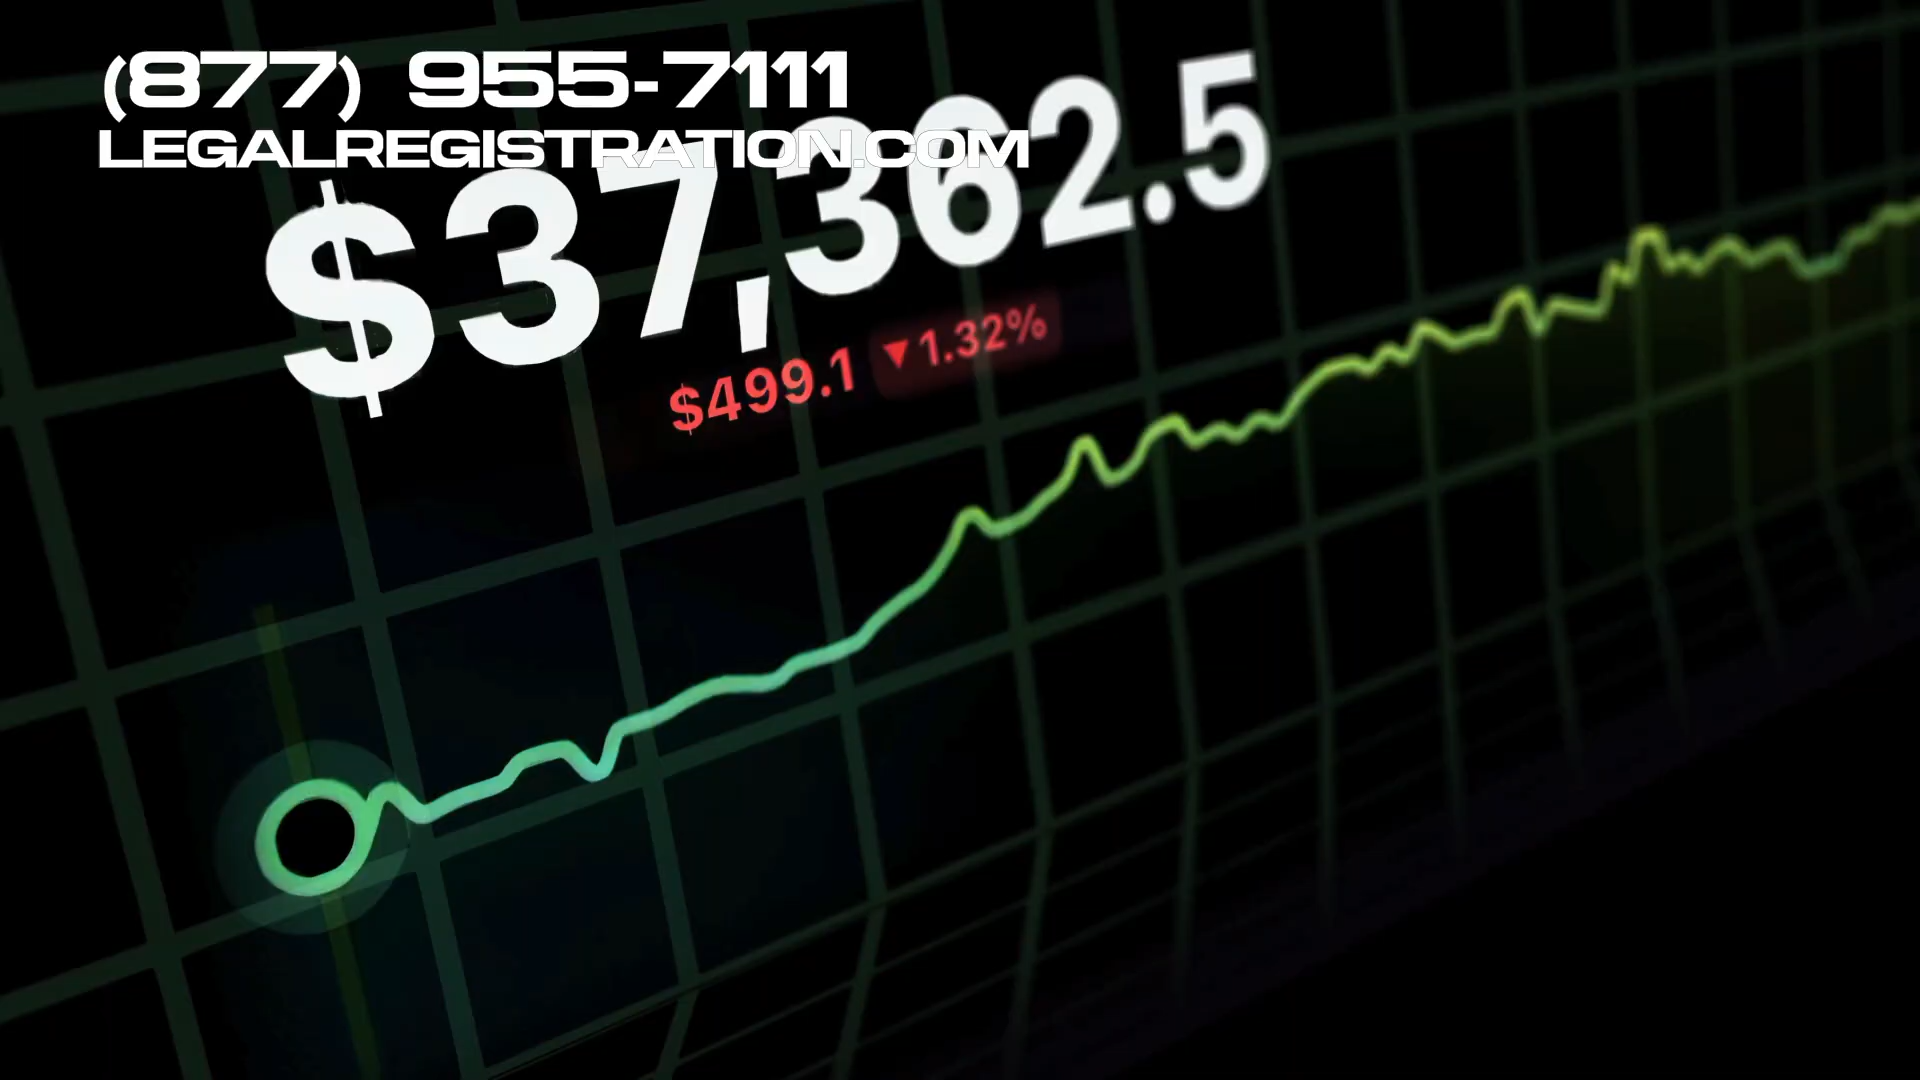 (877) 955-7111
LEGALREGISTRATION.COM
$37,362.5
$499.1 ▼1.32%